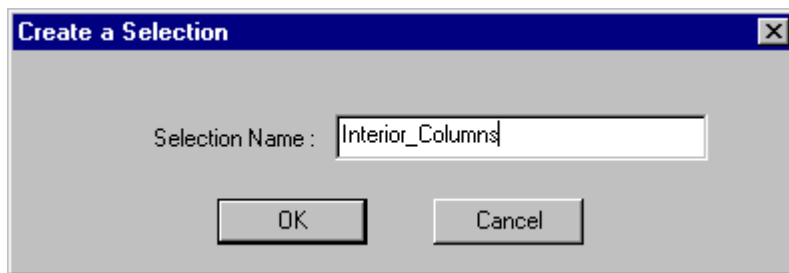 Create a Selection
Selection Name : Interior_Columns
OK Cancel